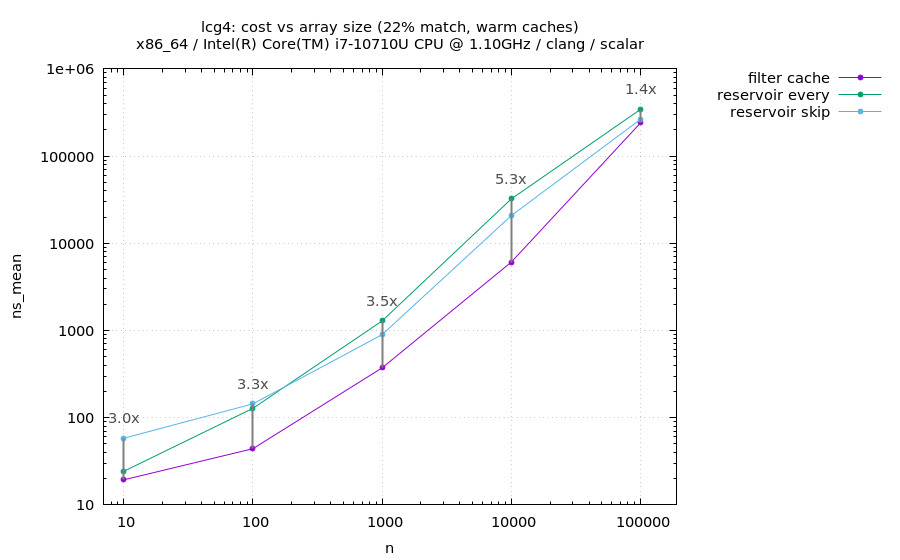 lcg4: cost vs array size (22% match, warm caches)
x86_64 / Intel(R) Core(TM) i7-10710U CPU @ 1.10GHz / clang / scalar
filter cache
reservoir every
reservoir skip
ns_mean
1e+06
100000
10000
1000
100
10
3.0x
3.3x
3.5x
5.3x
1.4x
10
100
1000
10000
100000
n